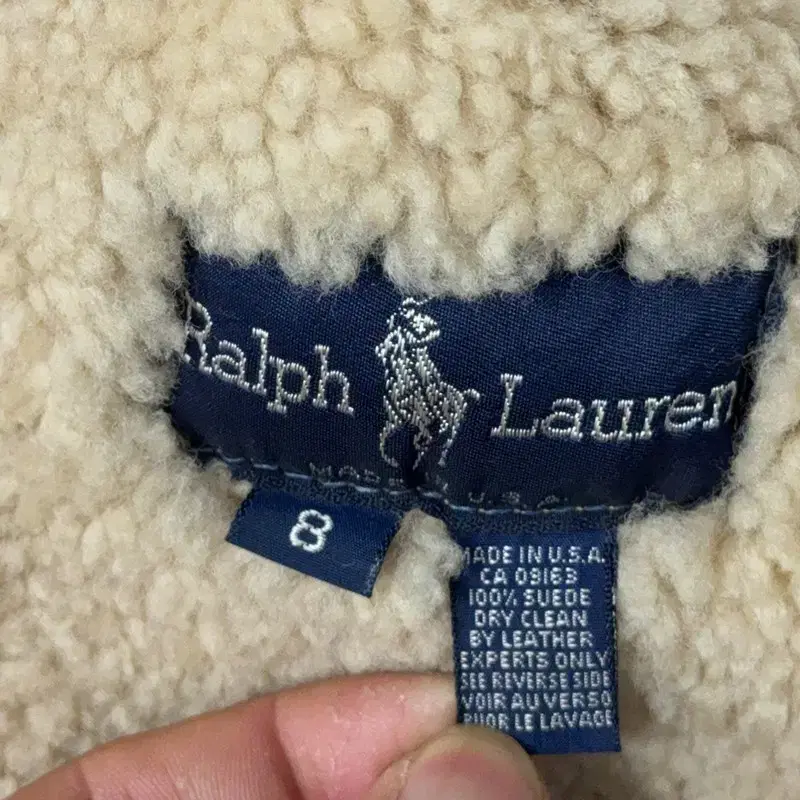 Ralph Lauren
MADE IN U.S.A.
8
MADE IN U.S.A.
CA 09163
100% SUEDE
DRY CLEAN
BY LEATHER
EXPERTS ONLY
SEE REVERSE SIDE
VOIR AU VERSO
POUR LE LAVAGE